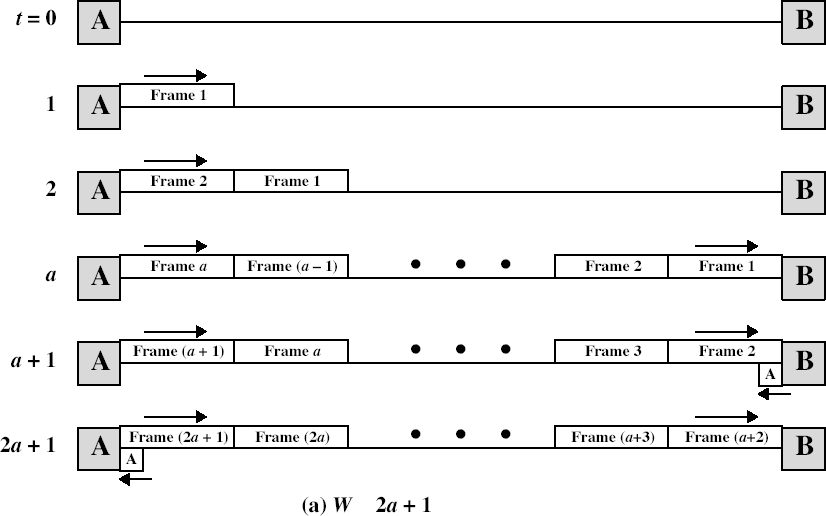 t = 0 A B
1 A Frame 1 B
2 A Frame 2 Frame 1 B
a A Frame a Frame (a – 1) • • • Frame 2 Frame 1 B
a + 1 A Frame (a + 1) Frame a • • • Frame 3 Frame 2 A B
2a + 1 A Frame (2a + 1) Frame (2a) • • • Frame (a+3) Frame (a+2) B
A
(a) W 2a + 1